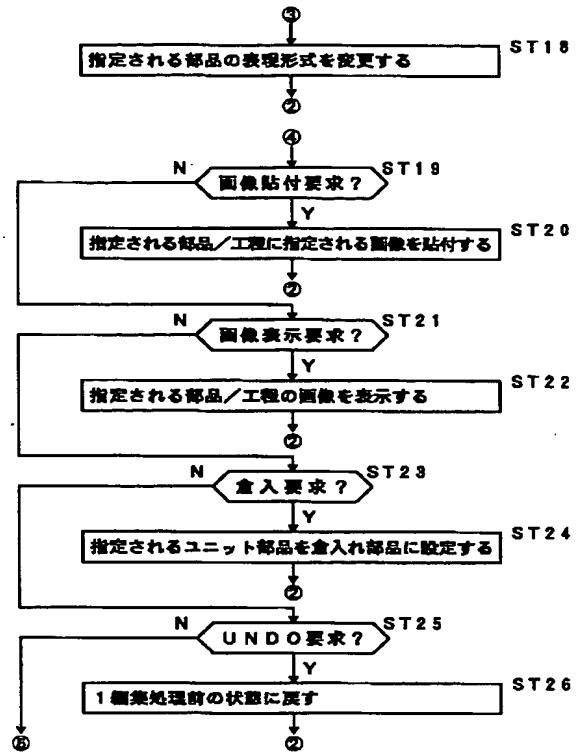 ③
ST18
指定される部品の表現形式を変更する
②
④
N
ST19
画像貼付要求?
Y
ST20
指定される部品/工程に指定される画像を貼付する
②
N
ST21
画像表示要求?
Y
ST22
指定される部品/工程の画像を表示する
②
N
ST23
倉入要求?
Y
ST24
指定されるユニット部品を倉入れ部品に設定する
②
N
ST25
UNDO要求?
Y
ST26
1編集処理前の状態に戻す
⑤
②